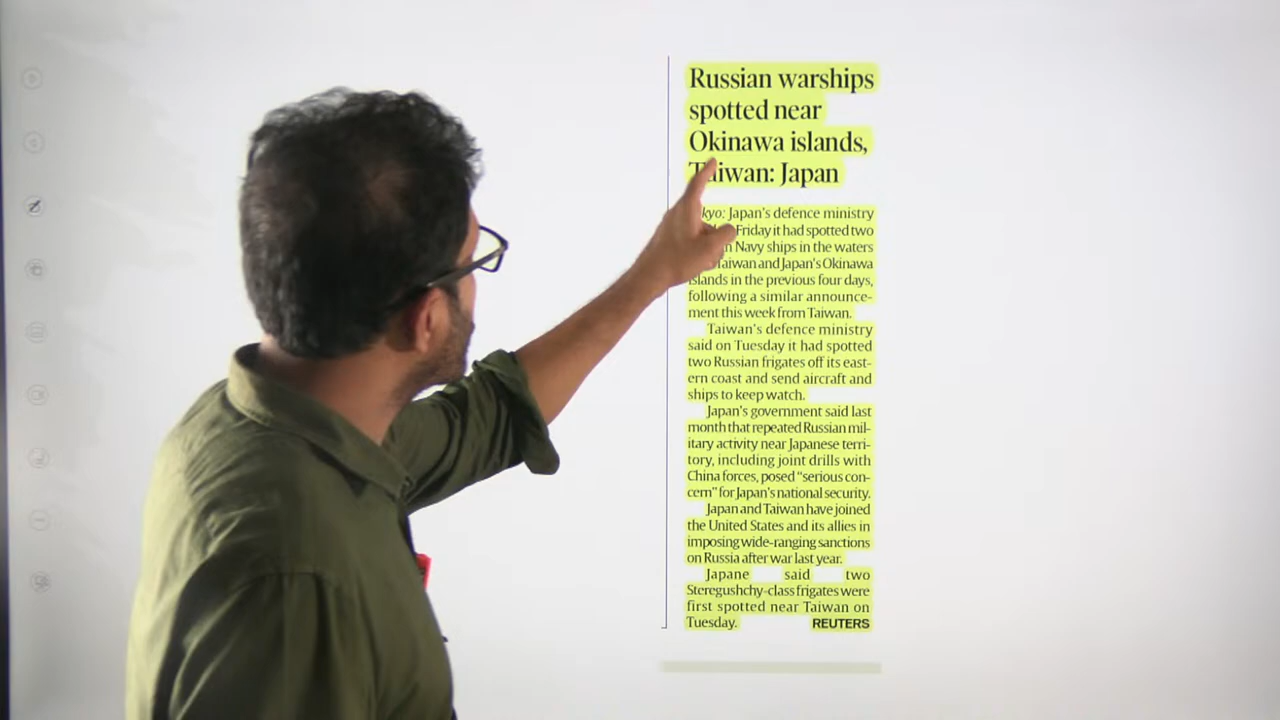 Russian warships
spotted near
Okinawa islands,
Taiwan: Japan
kyo: Japan's defence ministry
Friday it had spotted two
Navy ships in the waters
Taiwan and Japan's Okinawa
islands in the previous four days,
following a similar announce-
ment this week from Taiwan.
Taiwan's defence ministry
said on Tuesday it had spotted
two Russian frigates off its east-
ern coast and send aircraft and
ships to keep watch.
Japan's government said last
month that repeated Russian mil-
itary activity near Japanese terri-
tory, including joint drills with
China forces, posed "serious con-
cern" for Japan's national security.
Japan and Taiwan have joined
the United States and its allies in
imposing wide-ranging sanctions
on Russia after war last year.
Japane said two
Steregushchy-class frigates were
first spotted near Taiwan on
Tuesday. REUTERS